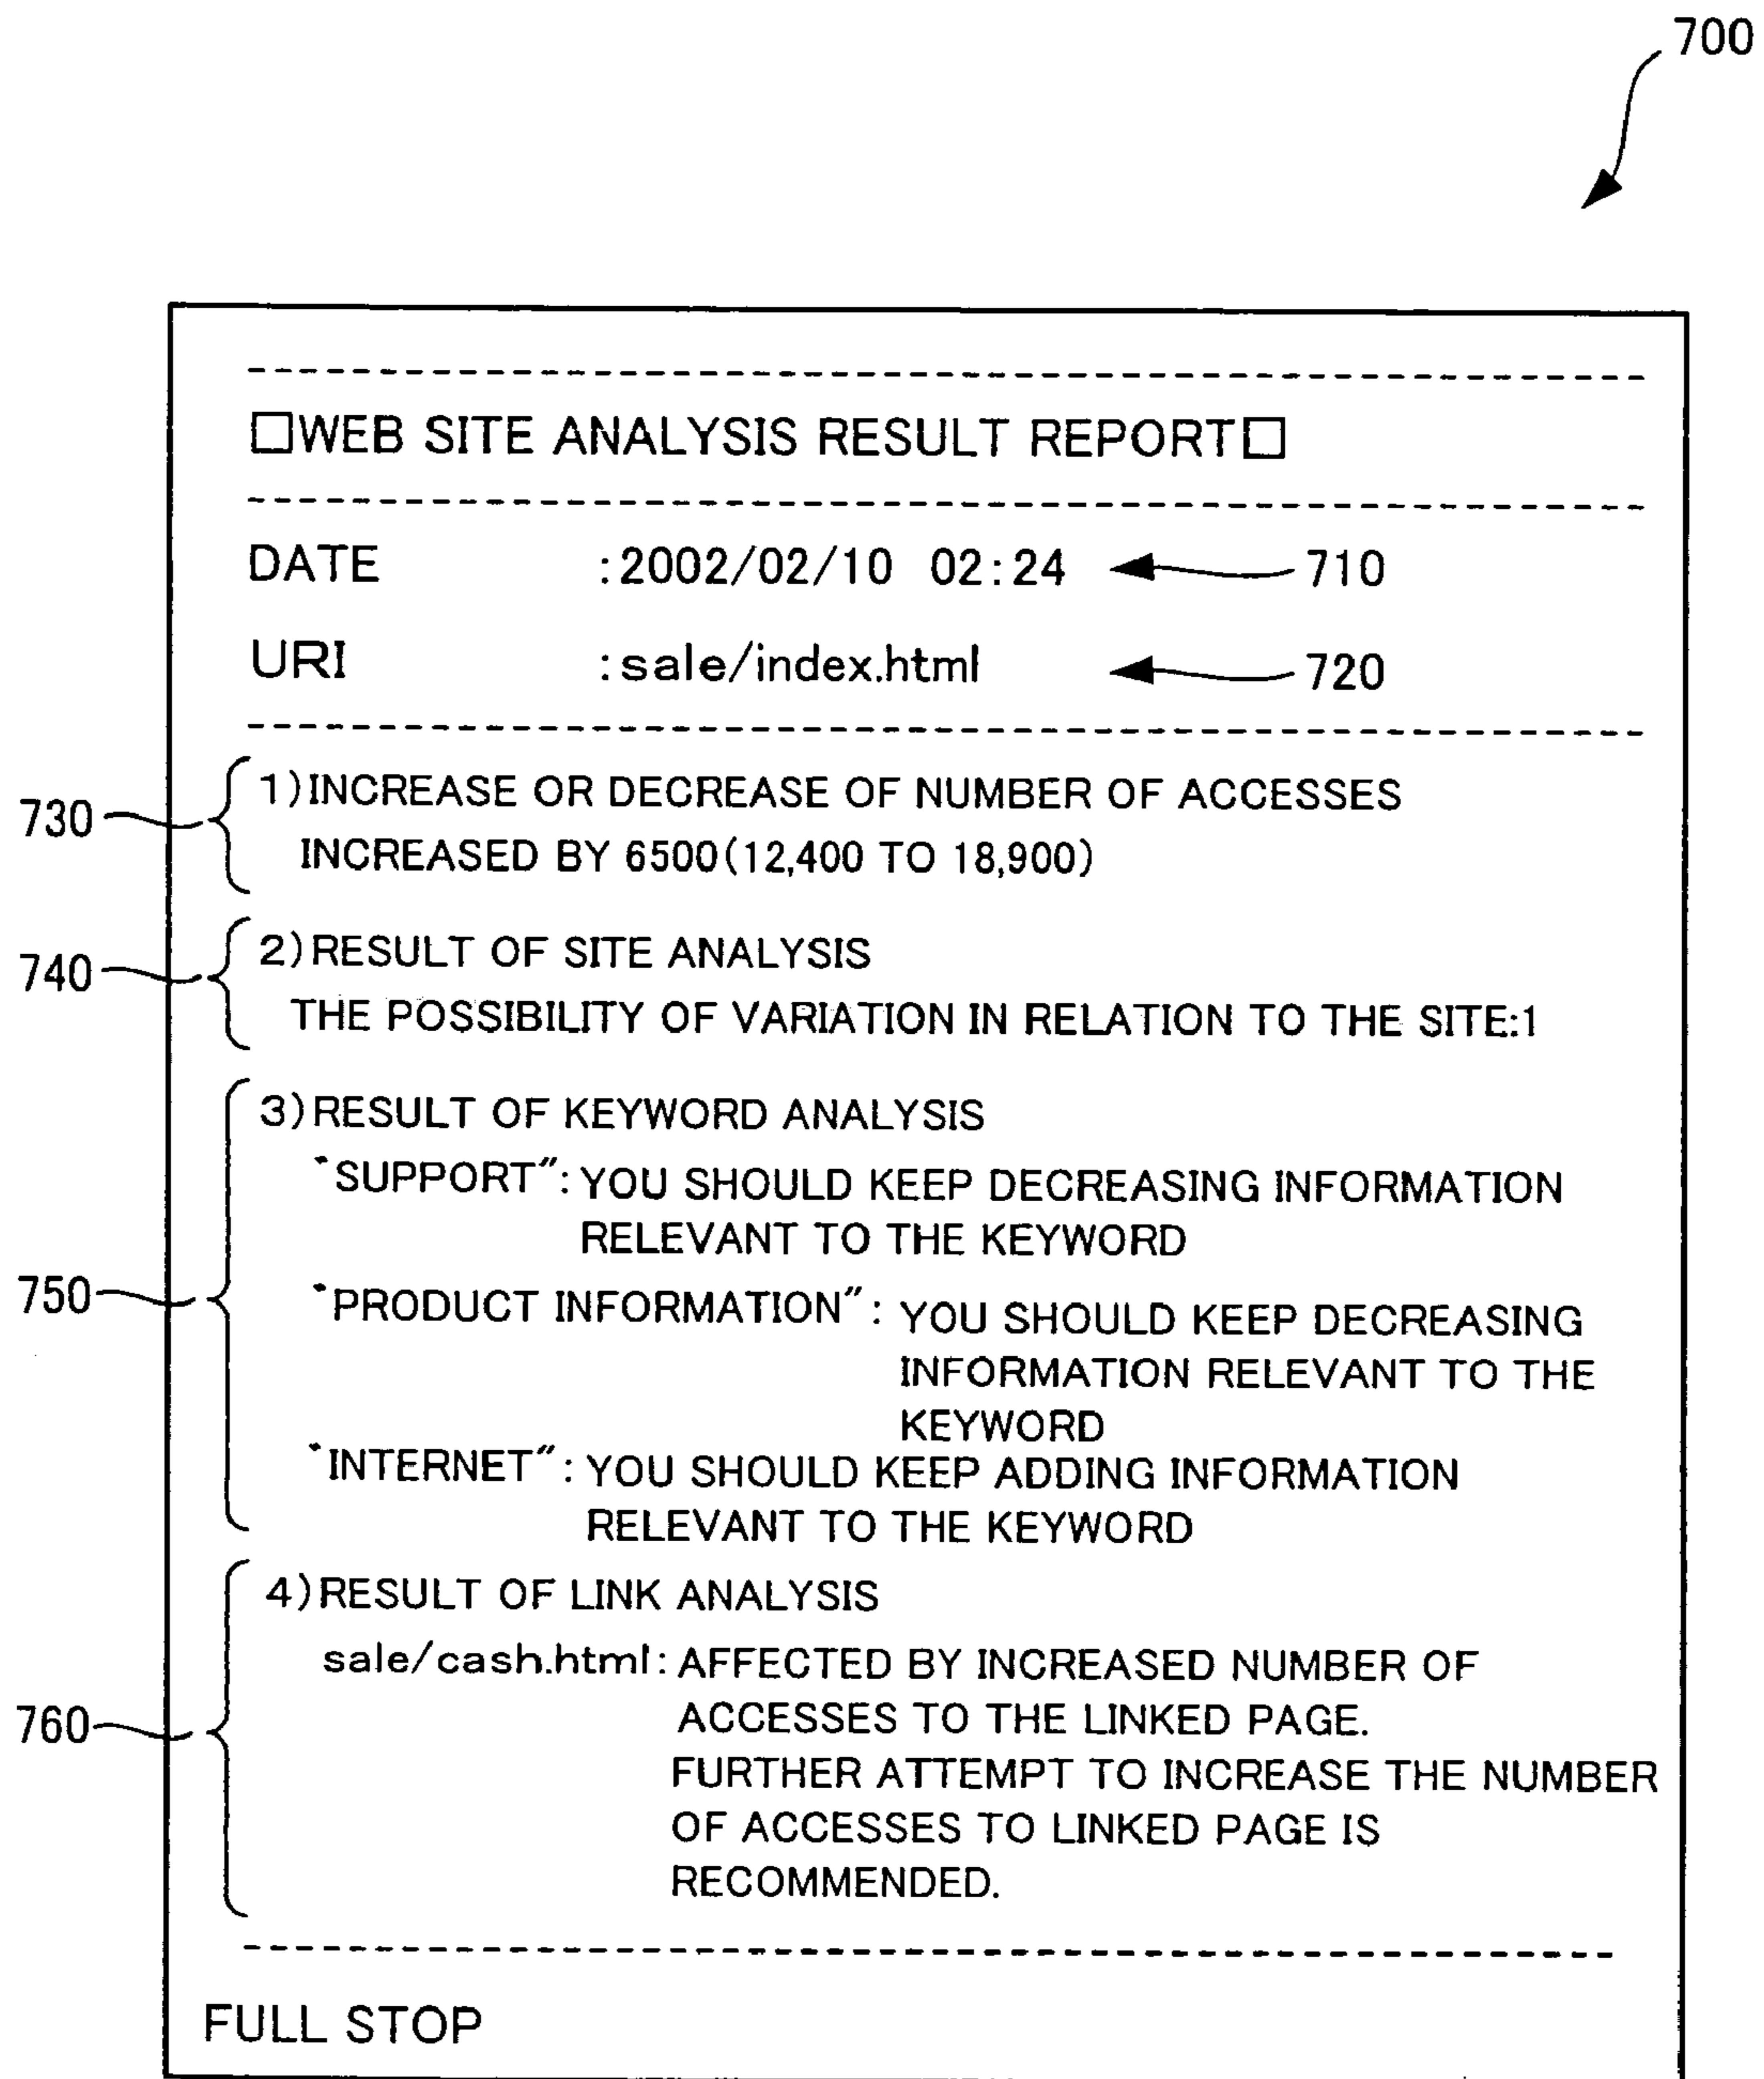 700
□WEB SITE ANALYSIS RESULT REPORT□
DATE :2002/02/10 02:24 710
URI :sale/index.html 720
730 1)INCREASE OR DECREASE OF NUMBER OF ACCESSES
INCREASED BY 6500(12,400 TO 18,900)
740 2)RESULT OF SITE ANALYSIS
THE POSSIBILITY OF VARIATION IN RELATION TO THE SITE:1
750 3)RESULT OF KEYWORD ANALYSIS
‶SUPPORT″: YOU SHOULD KEEP DECREASING INFORMATION
RELEVANT TO THE KEYWORD
‶PRODUCT INFORMATION″: YOU SHOULD KEEP DECREASING
INFORMATION RELEVANT TO THE
KEYWORD
‶INTERNET″: YOU SHOULD KEEP ADDING INFORMATION
RELEVANT TO THE KEYWORD
760 4)RESULT OF LINK ANALYSIS
sale/cash.html: AFFECTED BY INCREASED NUMBER OF
ACCESSES TO THE LINKED PAGE.
FURTHER ATTEMPT TO INCREASE THE NUMBER
OF ACCESSES TO LINKED PAGE IS
RECOMMENDED.
FULL STOP